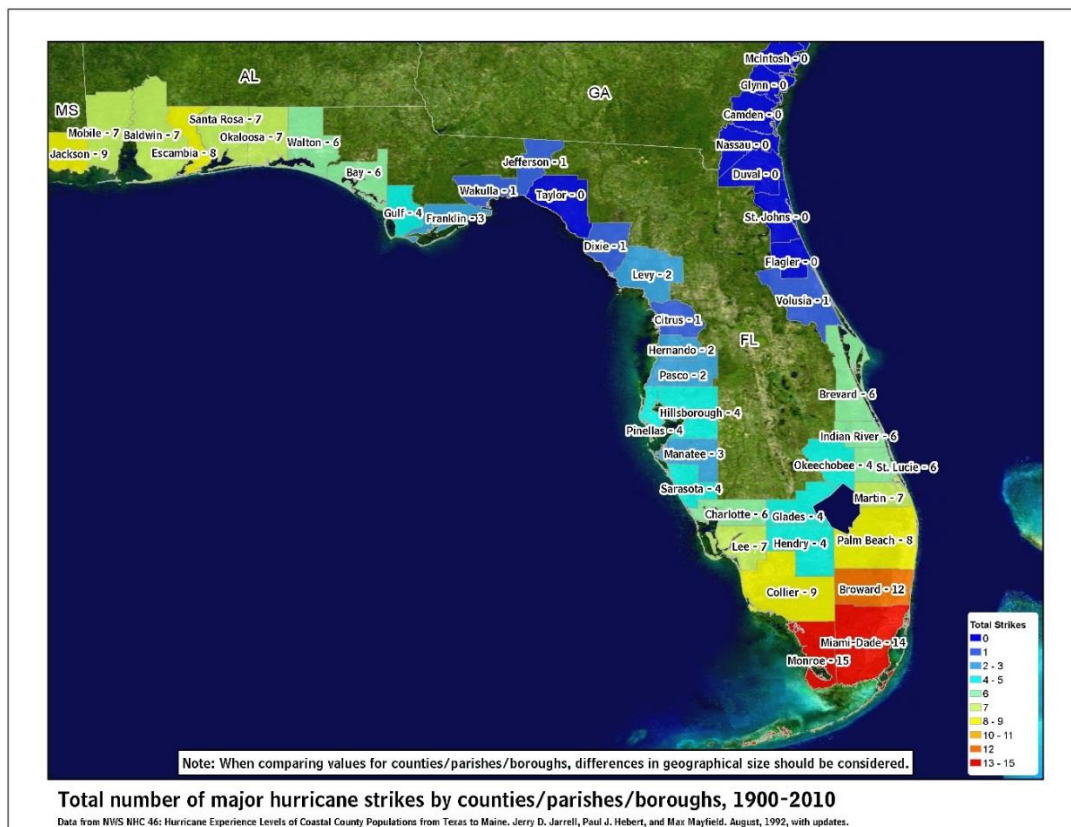 McIntosh - 0
AL
GA
Glynn - 0
MS
Camden - 0
Santa Rosa - 7
Mobile - 7
Baldwin - 7
Okaloosa - 7
Walton - 6
Nassau - 0
Jackson - 9
Escambia - 8
Jefferson - 1
Bay - 6
Duval - 0
Wakulla - 1
Taylor - 0
Gulf - 4
Franklin - 3
St. Johns - 0
Dixie - 1
Flagler - 0
Levy - 2
Volusia - 1
Citrus - 1
FL
Hernando - 2
Pasco - 2
Brevard - 6
Hillsborough - 4
Pinellas - 4
Indian River - 6
Manatee - 3
Okeechobee - 4
St. Lucie - 6
Sarasota - 4
Martin - 7
Charlotte - 6
Glades - 4
Palm Beach - 8
Lee - 7
Hendry - 4
Collier - 9
Broward - 12
Miami-Dade - 14
Monroe - 15
Total Strikes
0
1
2 - 3
4 - 5
6
7
8 - 9
10 - 11
12
13 - 15
Note: When comparing values for counties/parishes/boroughs, differences in geographical size should be considered.
Total number of major hurricane strikes by counties/parishes/boroughs, 1900-2010
Data from NWS NHC 46: Hurricane Experience Levels of Coastal County Populations from Texas to Maine. Jerry D. Jarrell, Paul J. Hebert, and Max Mayfield. August, 1992, with updates.